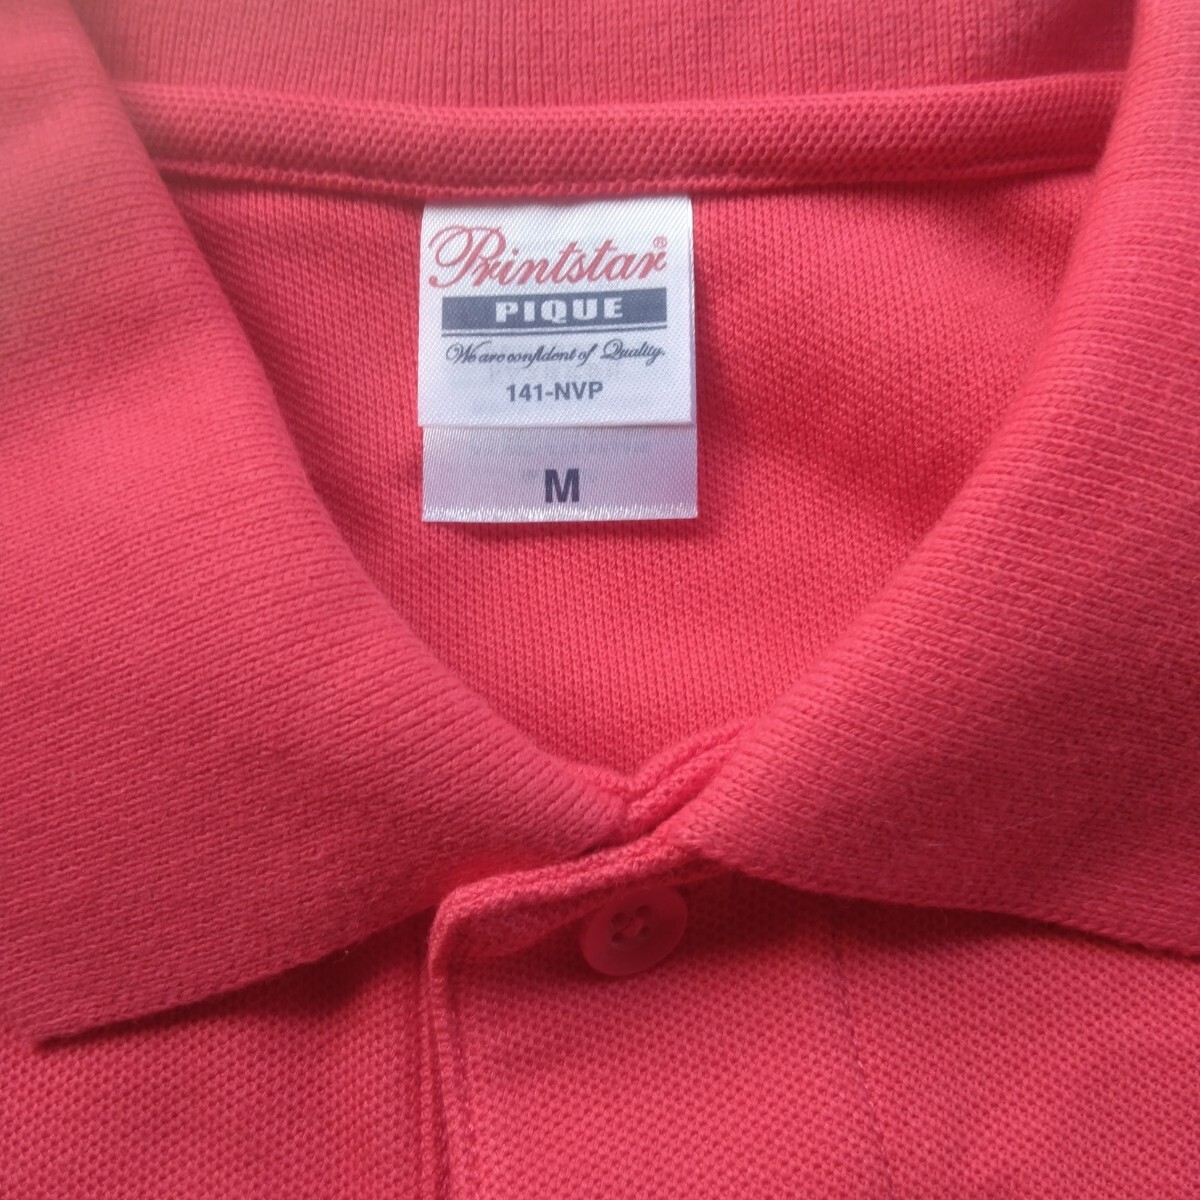 Printstar®
PIQUE
We are confident of Quality.
141-NVP
M